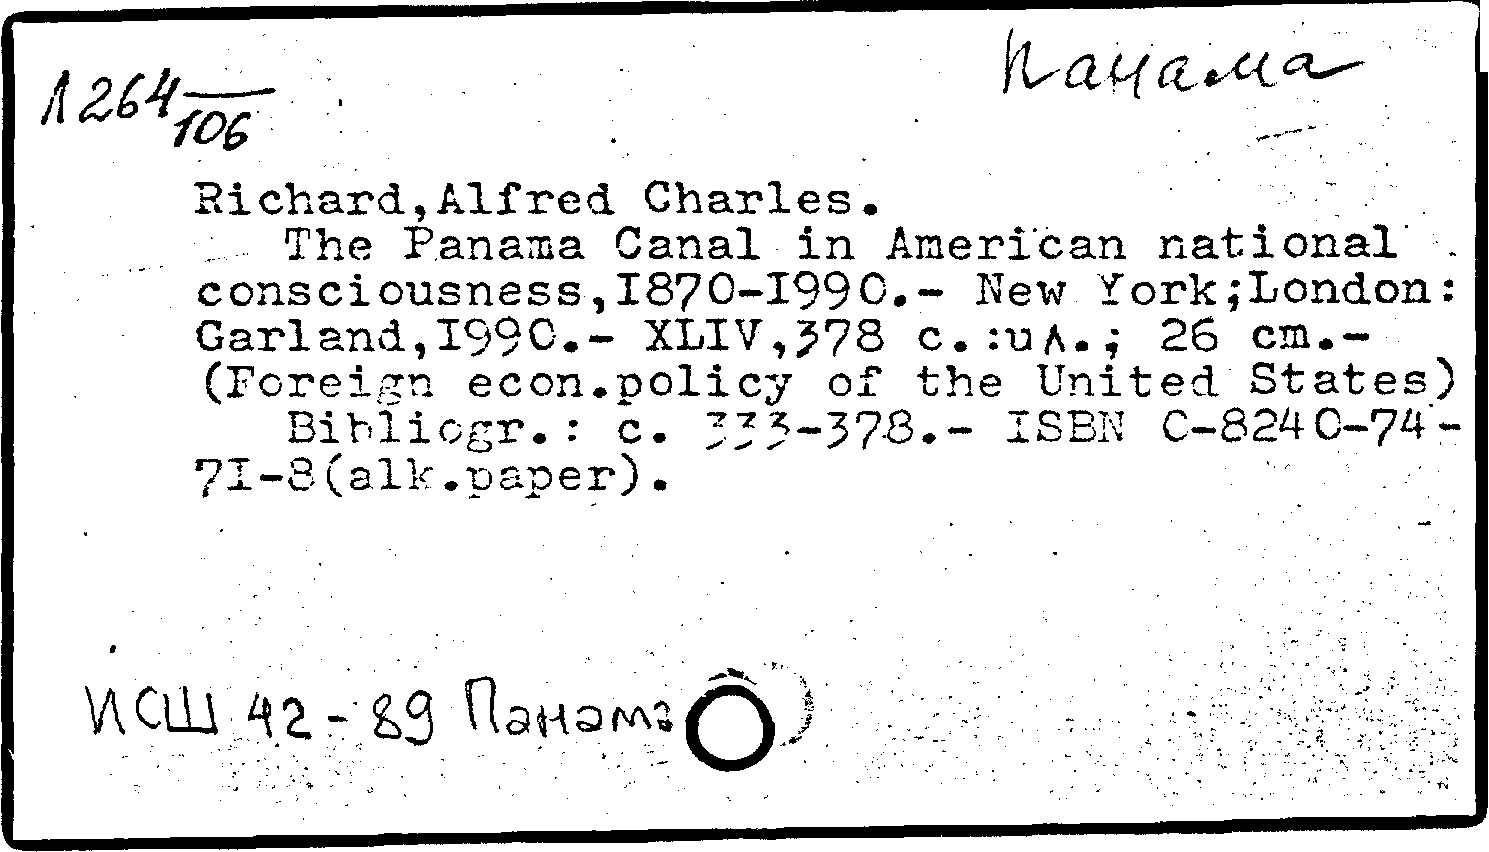 Панама
Л264/106
Richard,Alfred Charles.
The Panama Canal in American national
consciousness,I870-I990.- New York;London:
Garland,I990.- XLIV,378 c.:ил.; 26 cm.-
(Foreign econ.policy of the United States)
Bibliogr.: c. 333-378.- ISBN 0-8240-74-
7I-8(alk.paper).
ИСШ 42-89 Панама